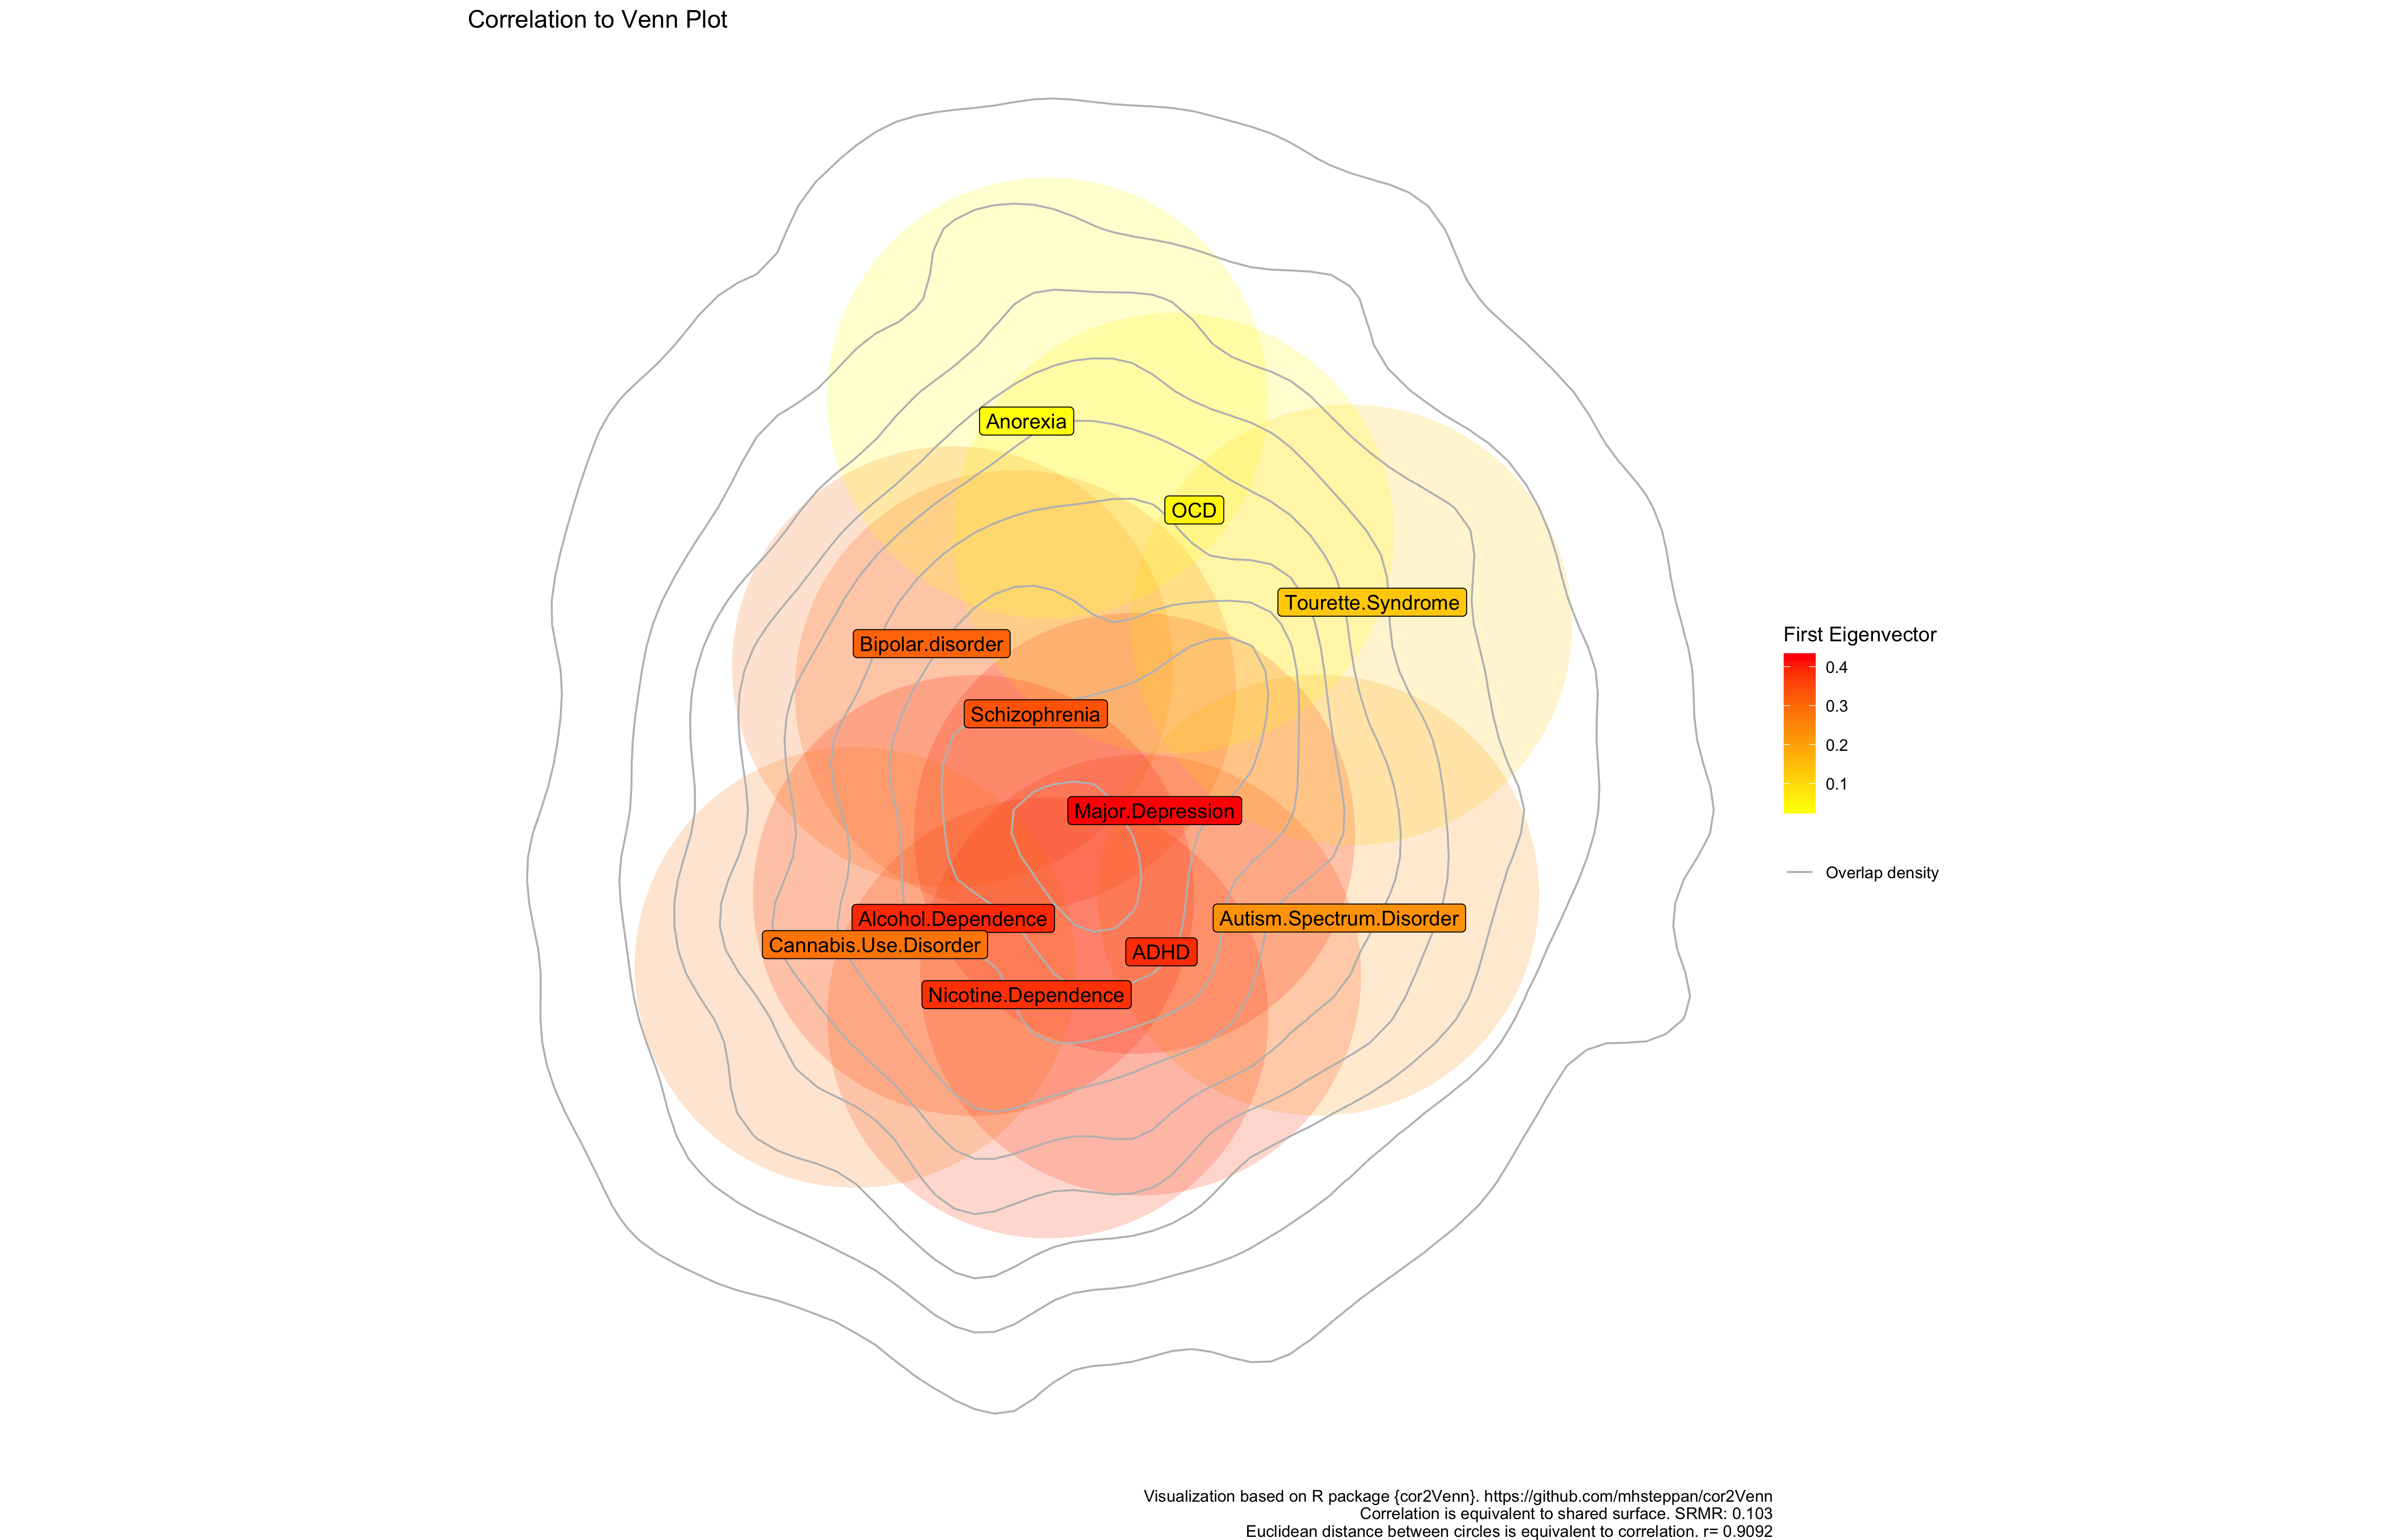 Correlation to Venn Plot
Anorexia
OCD
Tourette.Syndrome
Bipolar.disorder
Schizophrenia
Major.Depression
Alcohol.Dependence
Autism.Spectrum.Disorder
Cannabis.Use.Disorder
ADHD
Nicotine.Dependence
First Eigenvector
0.4
0.3
0.2
0.1
Overlap density
Visualization based on R package {cor2Venn}. https://github.com/mhsteppan/cor2Venn
Correlation is equivalent to shared surface. SRMR: 0.103
Euclidean distance between circles is equivalent to correlation. r= 0.9092